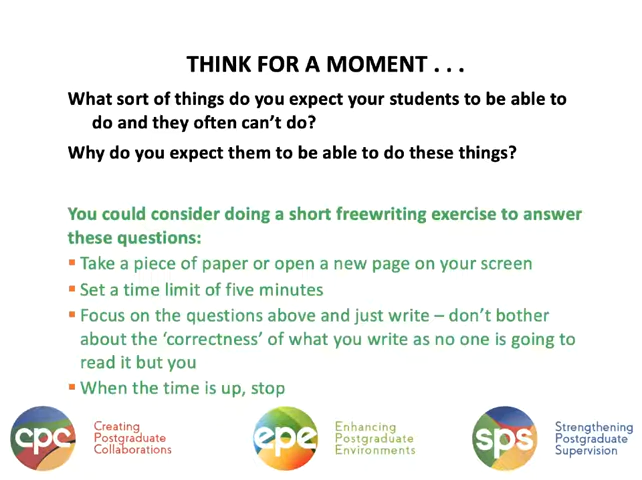 THINK FOR A MOMENT . . .
What sort of things do you expect your students to be able to
do and they often can't do?
Why do you expect them to be able to do these things?
You could consider doing a short freewriting exercise to answer
these questions:
▪ Take a piece of paper or open a new page on your screen
▪ Set a time limit of five minutes
▪ Focus on the questions above and just write – don't bother
about the 'correctness' of what you write as no one is going to
read it but you
▪ When the time is up, stop
cpc
Creating
Postgraduate
Collaborations
epe
Enhancing
Postgraduate
Environments
sps
Strengthening
Postgraduate
Supervision